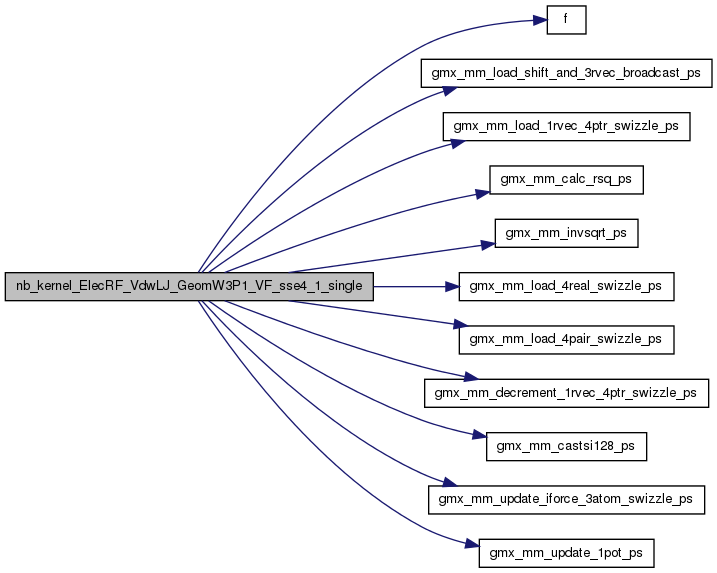 f
gmx_mm_load_shift_and_3rvec_broadcast_ps
gmx_mm_load_1rvec_4ptr_swizzle_ps
gmx_mm_calc_rsq_ps
gmx_mm_invsqrt_ps
nb_kernel_ElecRF_VdwLJ_GeomW3P1_VF_sse4_1_single
gmx_mm_load_4real_swizzle_ps
gmx_mm_load_4pair_swizzle_ps
gmx_mm_decrement_1rvec_4ptr_swizzle_ps
gmx_mm_castsi128_ps
gmx_mm_update_iforce_3atom_swizzle_ps
gmx_mm_update_1pot_ps